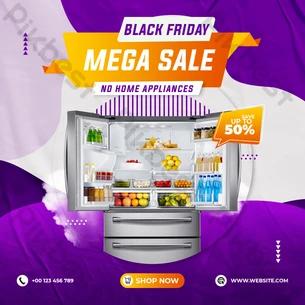 BLACK FRIDAY
MEGA SALE
NO HOME APPLIANCES
SAVE
UP TO
50%
+00 123 456 789
SHOP NOW
WWW.WEBSITE.COM